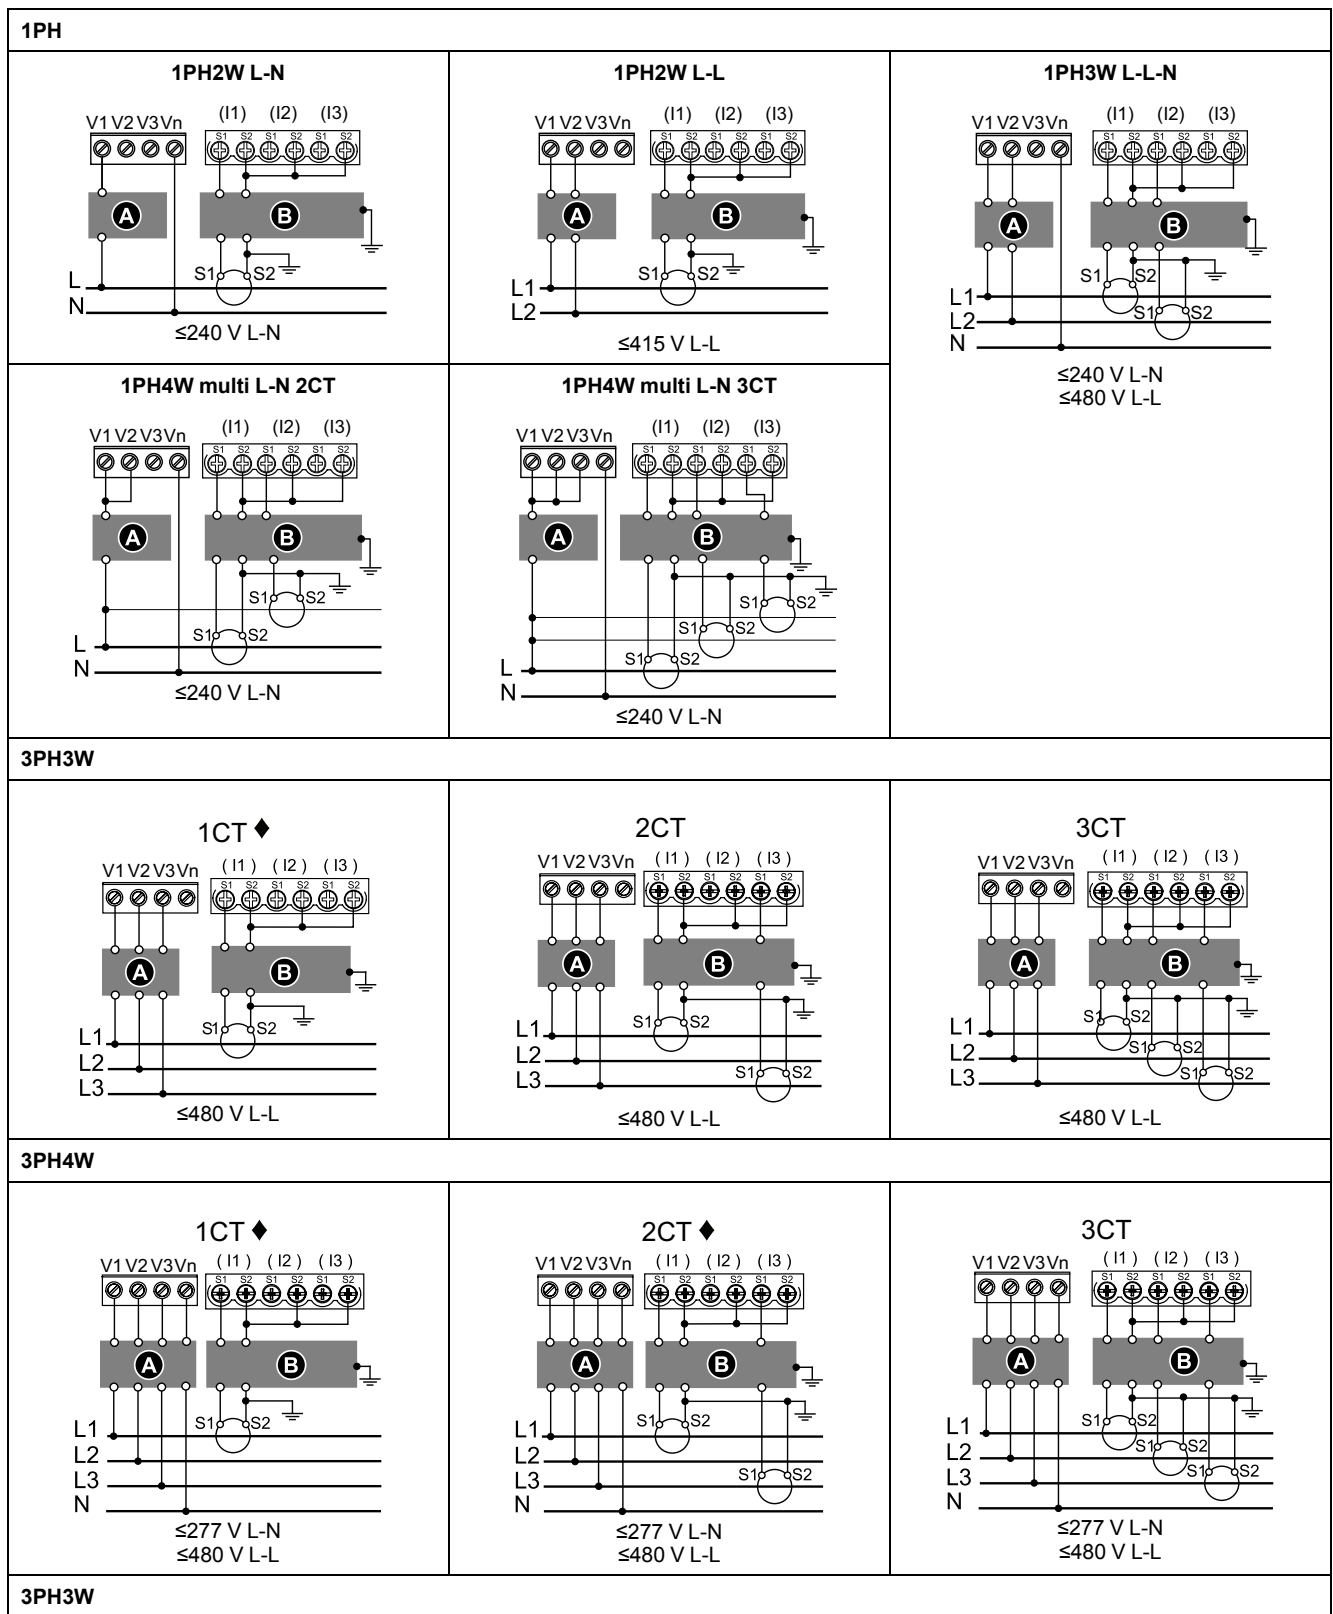 1PH
1PH2W L-N
V1 V2 V3 Vn (I1) (I2) (I3)
S1 S2 S1 S2 S1 S2
A B
S1 S2
L
N
≤240 V L-N
1PH2W L-L
V1 V2 V3 Vn (I1) (I2) (I3)
S1 S2 S1 S2 S1 S2
A B
S1 S2
L1
L2
≤415 V L-L
1PH3W L-L-N
V1 V2 V3 Vn (I1) (I2) (I3)
S1 S2 S1 S2 S1 S2
A B
S1 S2
L1
S1 S2
L2
N
≤240 V L-N
≤480 V L-L
1PH4W multi L-N 2CT
V1 V2 V3 Vn (I1) (I2) (I3)
S1 S2 S1 S2 S1 S2
A B
S1 S2
S1 S2
L
N
≤240 V L-N
1PH4W multi L-N 3CT
V1 V2 V3 Vn (I1) (I2) (I3)
S1 S2 S1 S2 S1 S2
A B
S1 S2
S1 S2
S1 S2
L
N
≤240 V L-N
3PH3W
1CT ♦
V1 V2 V3 Vn ( I1 ) ( I2 ) ( I3 )
S1 S2 S1 S2 S1 S2
A B
S1 S2
L1
L2
L3
≤480 V L-L
2CT
V1 V2 V3 Vn ( I1 ) ( I2 ) ( I3 )
S1 S2 S1 S2 S1 S2
A B
S1 S2
L1
L2
S1 S2
L3
≤480 V L-L
3CT
V1 V2 V3 Vn ( I1 ) ( I2 ) ( I3 )
S1 S2 S1 S2 S1 S2
A B
S1 S2
L1
S1 S2
L2
S1 S2
L3
≤480 V L-L
3PH4W
1CT ♦
V1 V2 V3 Vn ( I1 ) ( I2 ) ( I3 )
S1 S2 S1 S2 S1 S2
A B
S1 S2
L1
L2
L3
N
≤277 V L-N
≤480 V L-L
2CT ♦
V1 V2 V3 Vn ( I1 ) ( I2 ) ( I3 )
S1 S2 S1 S2 S1 S2
A B
S1 S2
L1
L2
S1 S2
L3
N
≤277 V L-N
≤480 V L-L
3CT
V1 V2 V3 Vn ( I1 ) ( I2 ) ( I3 )
S1 S2 S1 S2 S1 S2
A B
S1 S2
L1
S1 S2
L2
S1 S2
L3
N
≤277 V L-N
≤480 V L-L
3PH3W